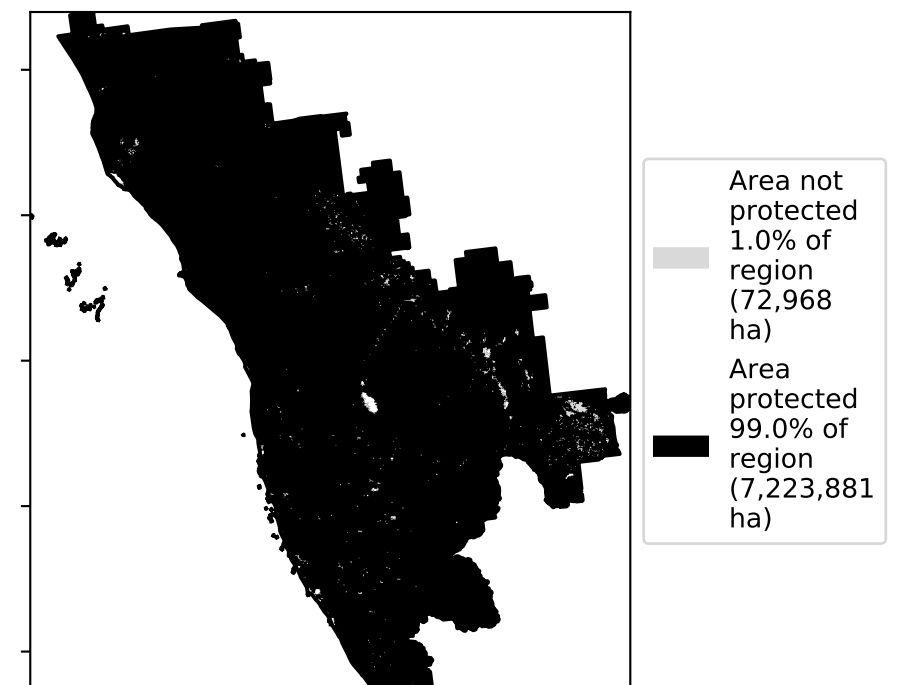 Area not
protected
1.0% of
region
(72,968
ha)
Area
protected
99.0% of
region
(7,223,881
ha)